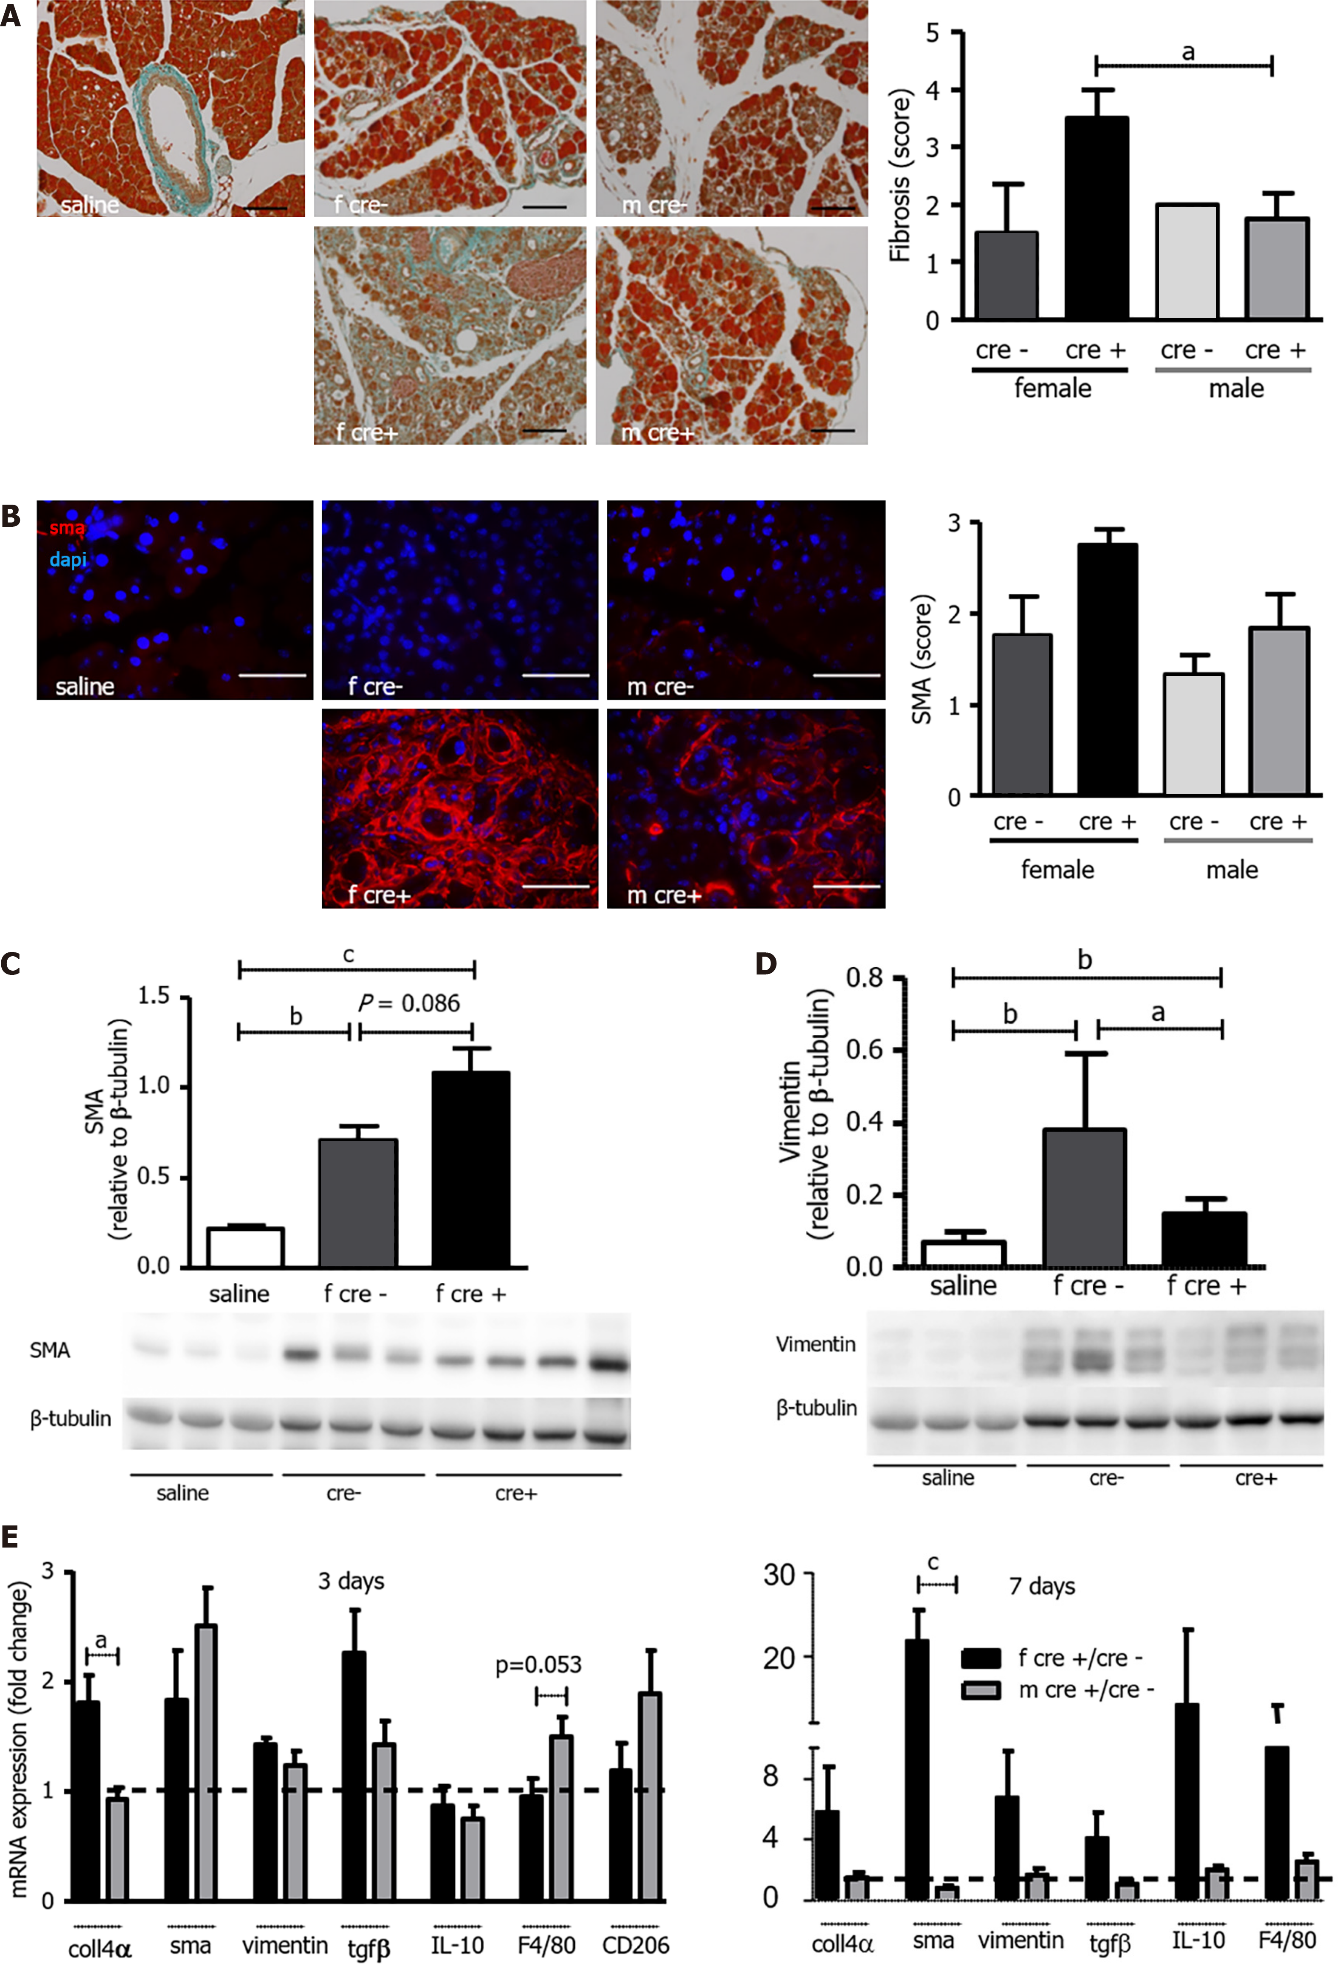 A
saline
f cre-
m cre-
f cre+
m cre+
Fibrosis (score)
5
4
3
2
1
0
a
cre - cre + cre - cre +
female male
B
sma
dapi
saline
f cre-
m cre-
f cre+
m cre+
SMA (score)
3
2
1
0
cre - cre + cre - cre +
female male
C
c
b
P = 0.086
SMA
(relative to β-tubulin)
1.5
1.0
0.5
0.0
saline f cre - f cre +
SMA
β-tubulin
saline cre- cre+
D
b
b a
Vimentin
(relative to β-tubulin)
0.8
0.6
0.4
0.2
0.0
saline f cre - f cre +
Vimentin
β-tubulin
saline cre- cre+
E
mRNA expression (fold change)
3
2
1
0
3 days
a
p=0.053
coll4α sma vimentin tgfβ IL-10 F4/80 CD206
30
20
8
4
0
c
7 days
f cre +/cre -
m cre +/cre -
coll4α sma vimentin tgfβ IL-10 F4/80